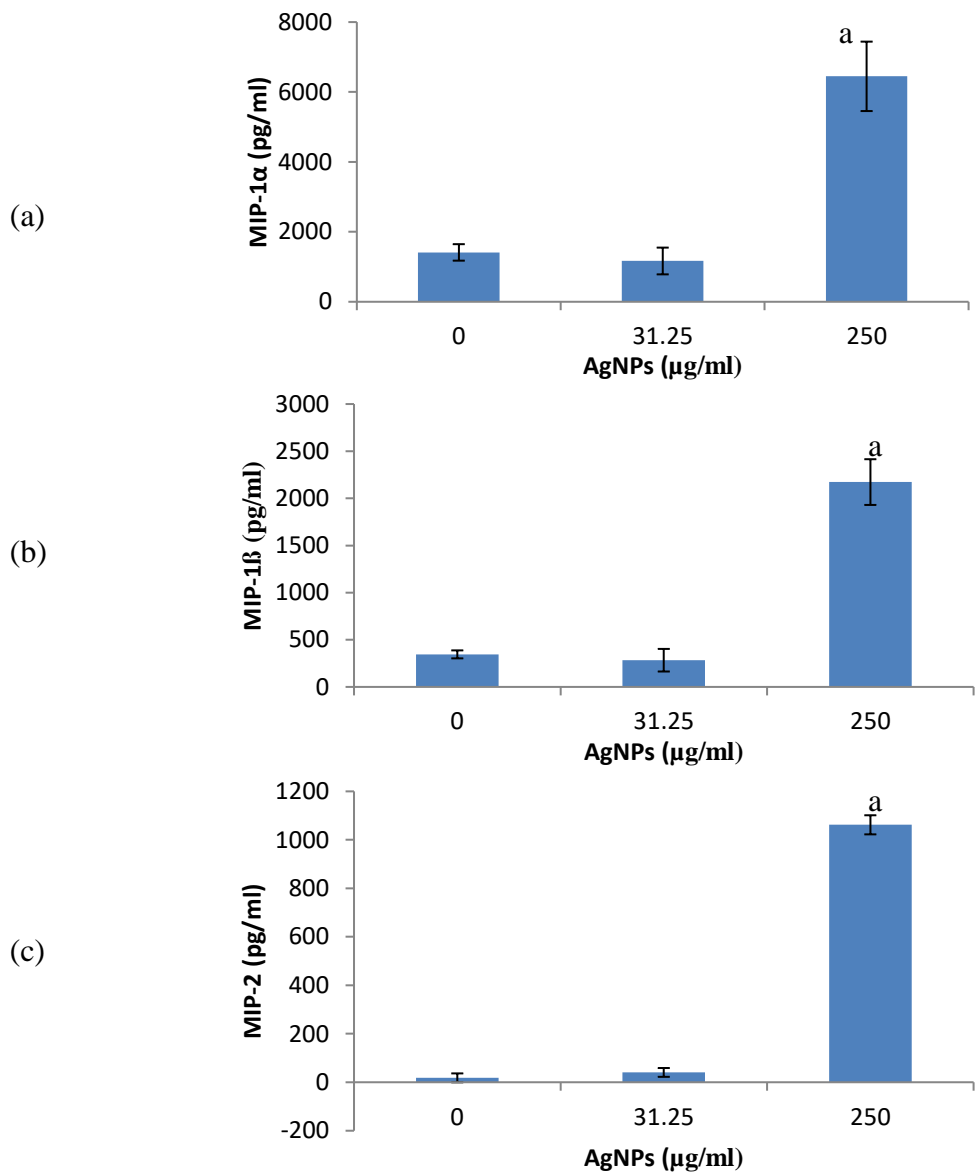 (a)
MIP-1α (pg/ml)
8000
6000
4000
2000
0
a
0 31.25 250
AgNPs (µg/ml)
(b)
MIP-1ß (pg/ml)
3000
2500
2000
1500
1000
500
0
a
0 31.25 250
AgNPs (µg/ml)
(c)
MIP-2 (pg/ml)
1200
1000
800
600
400
200
0
-200
a
0 31.25 250
AgNPs (µg/ml)